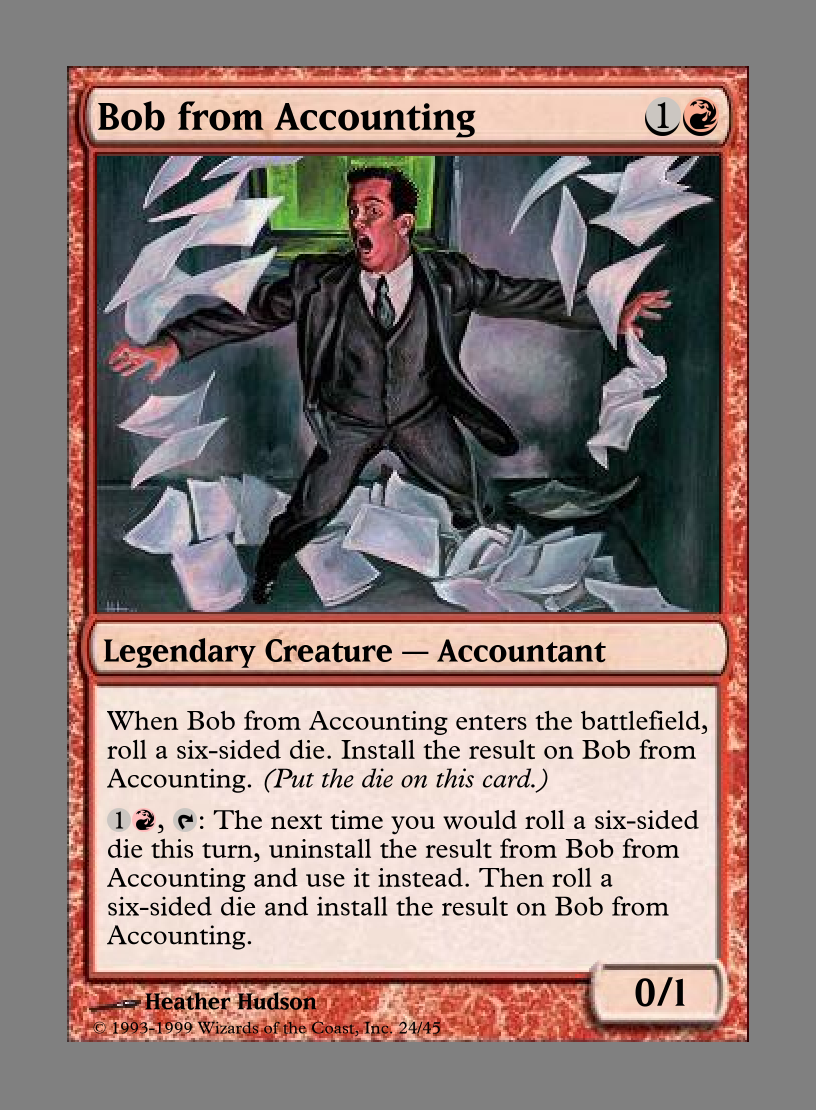 Bob from Accounting 1
Legendary Creature — Accountant
When Bob from Accounting enters the battlefield,
roll a six-sided die. Install the result on Bob from
Accounting. (Put the die on this card.)
1 , : The next time you would roll a six-sided
die this turn, uninstall the result from Bob from
Accounting and use it instead. Then roll a
six-sided die and install the result on Bob from
Accounting.
0/1
Heather Hudson
© 1993-1999 Wizards of the Coast, Inc. 24/45